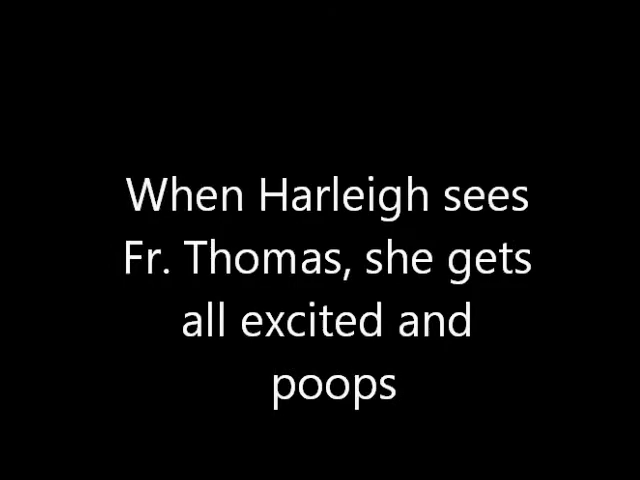 When Harleigh sees
Fr. Thomas, she gets
all excited and
poops